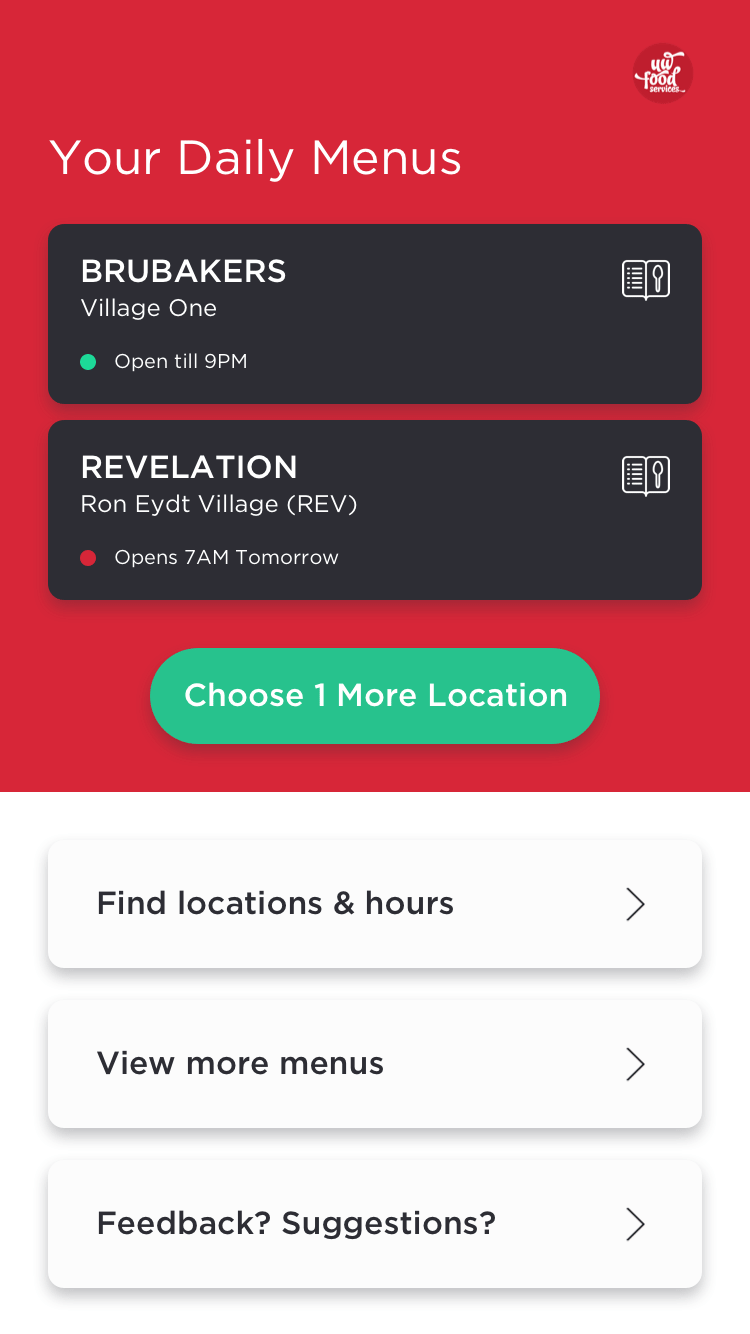 uw
food
services
Your Daily Menus
BRUBAKERS
Village One
Open till 9PM
REVELATION
Ron Eydt Village (REV)
Opens 7AM Tomorrow
Choose 1 More Location
Find locations & hours
View more menus
Feedback? Suggestions?